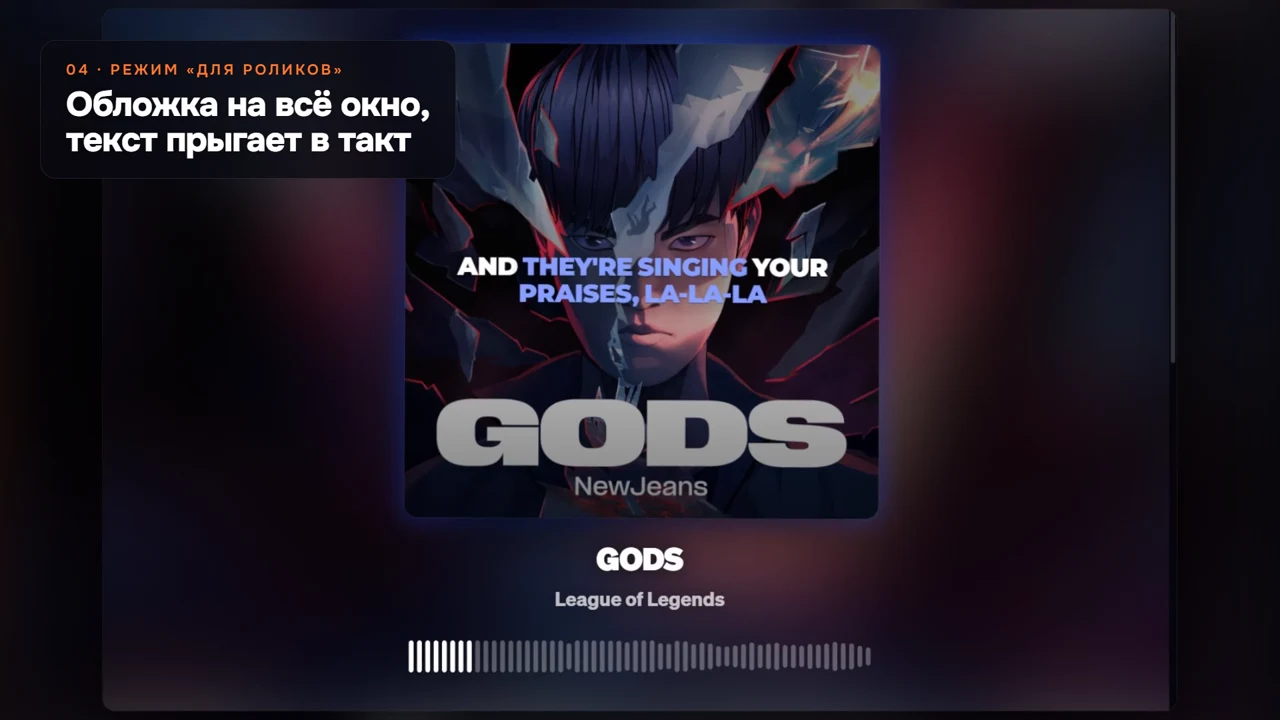 04 · РЕЖИМ «ДЛЯ РОЛИКОВ»
Обложка на всё окно,
текст прыгает в такт
AND THEY'RE SINGING YOUR
PRAISES, LA-LA-LA
GODS
NewJeans
GODS
League of Legends